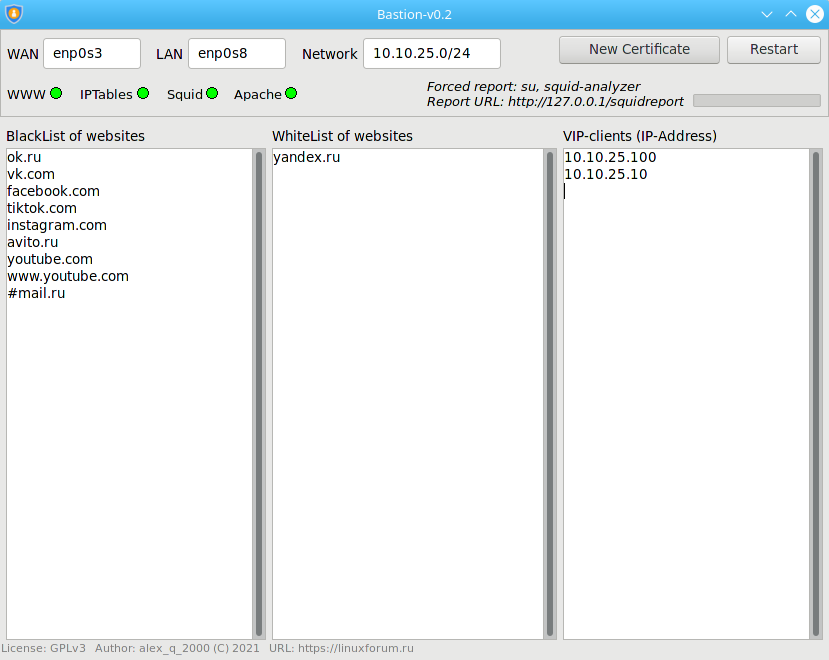 Bastion-v0.2
WAN enp0s3 LAN enp0s8 Network 10.10.25.0/24 New Certificate Restart
WWW IPTables Squid Apache
Forced report: su, squid-analyzer
Report URL: http://127.0.0.1/squidreport
BlackList of websites
ok.ru
vk.com
facebook.com
tiktok.com
instagram.com
avito.ru
youtube.com
www.youtube.com
#mail.ru
WhiteList of websites
yandex.ru
VIP-clients (IP-Address)
10.10.25.100
10.10.25.10
License: GPLv3 Author: alex_q_2000 (C) 2021 URL: https://linuxforum.ru